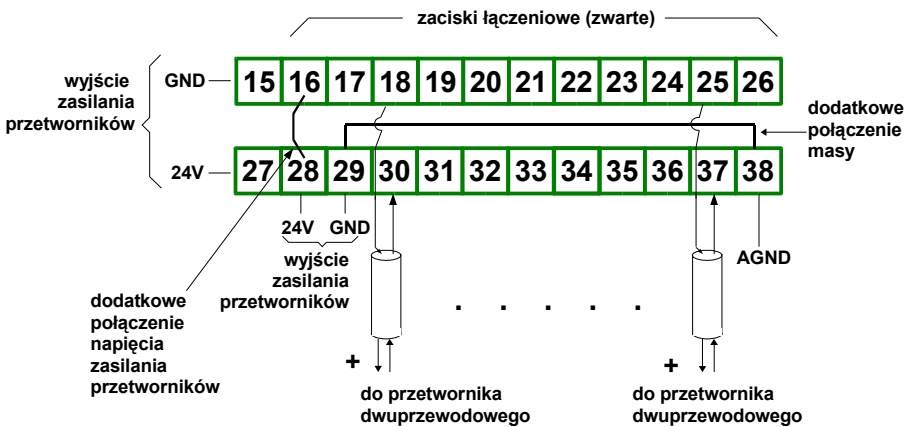 zaciski łączeniowe (zwarte)
wyjście
zasilania
przetworników
GND
15 16 17 18 19 20 21 22 23 24 25 26
dodatkowe
połączenie
masy
24V
27 28 29 30 31 32 33 34 35 36 37 38
24V GND
AGND
wyjście
zasilania
przetworników
dodatkowe
połączenie
napięcia
zasilania
przetworników
. . . . .
+
+
do przetwornika
dwuprzewodowego
do przetwornika
dwuprzewodowego